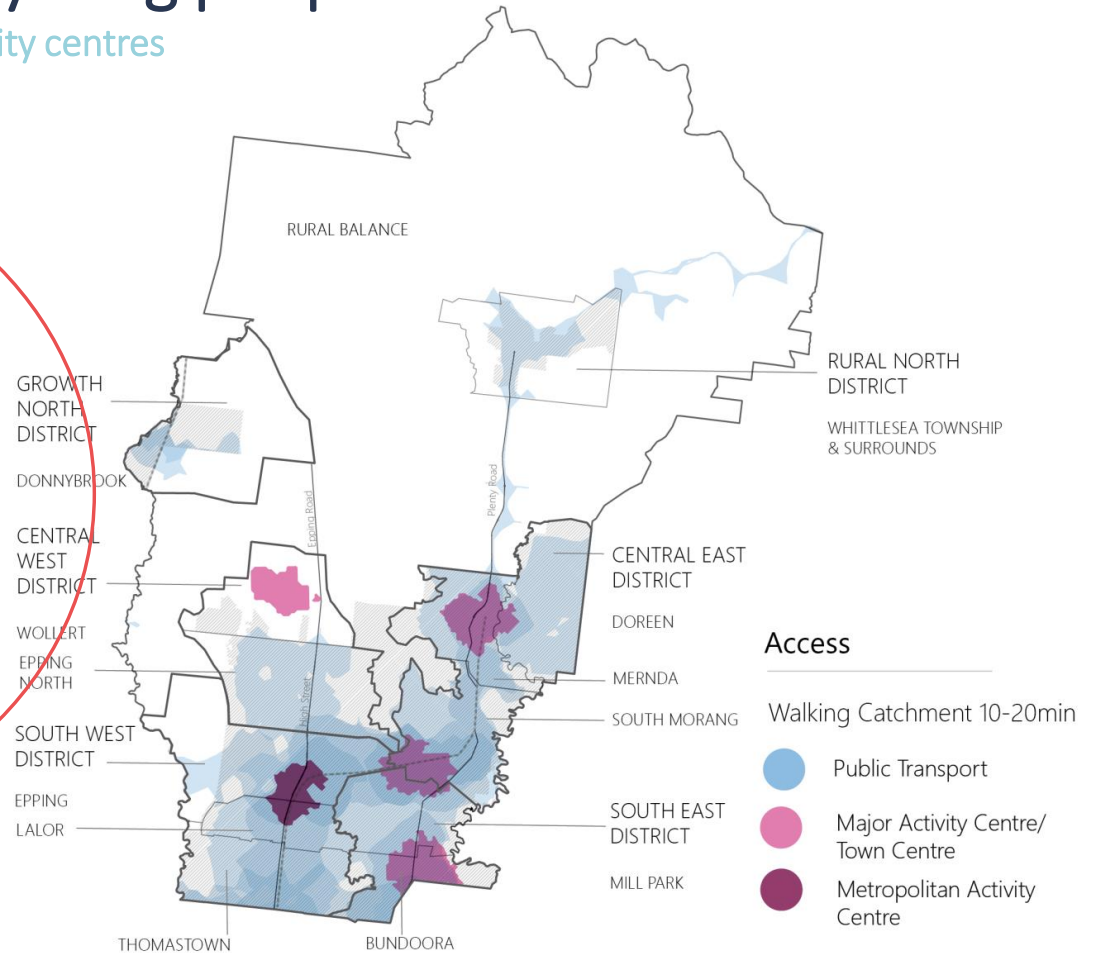 ity centres
RURAL BALANCE
GROWTH
NORTH
DISTRICT
DONNYBROOK
CENTRAL
WEST
DISTRICT
WOLLERT
EPPING
NORTH
SOUTH WEST
DISTRICT
EPPING
LALOR
THOMASTOWN
BUNDOORA
Epping Road
High Street
Plenty Road
RURAL NORTH
DISTRICT
WHITTLESEA TOWNSHIP
& SURROUNDS
CENTRAL EAST
DISTRICT
DOREEN
MERNDA
SOUTH MORANG
SOUTH EAST
DISTRICT
MILL PARK
Access
Walking Catchment 10-20min
Public Transport
Major Activity Centre/
Town Centre
Metropolitan Activity
Centre